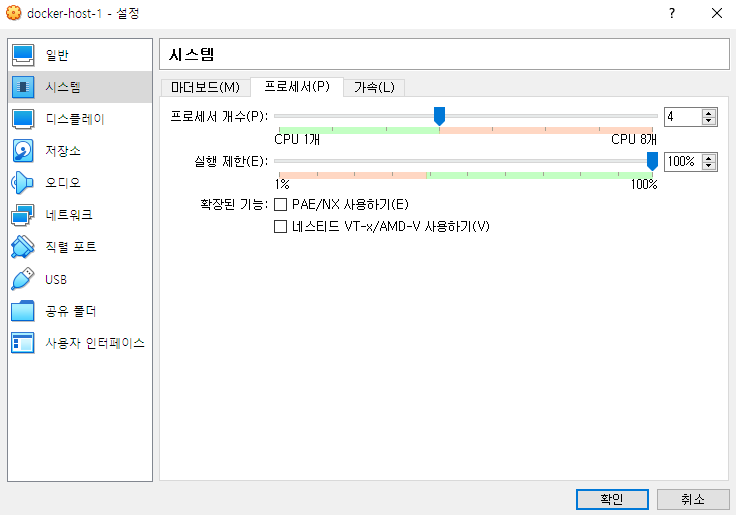 docker-host-1 - 설정
?
일반
시스템
디스플레이
저장소
오디오
네트워크
직렬 포트
USB
공유 폴더
사용자 인터페이스
시스템
마더보드(M) 프로세서(P) 가속(L)
프로세서 개수(P): 4
CPU 1개 CPU 8개
실행 제한(E): 100%
1% 100%
확장된 기능: PAE/NX 사용하기(E)
네스티드 VT-x/AMD-V 사용하기(V)
확인 취소